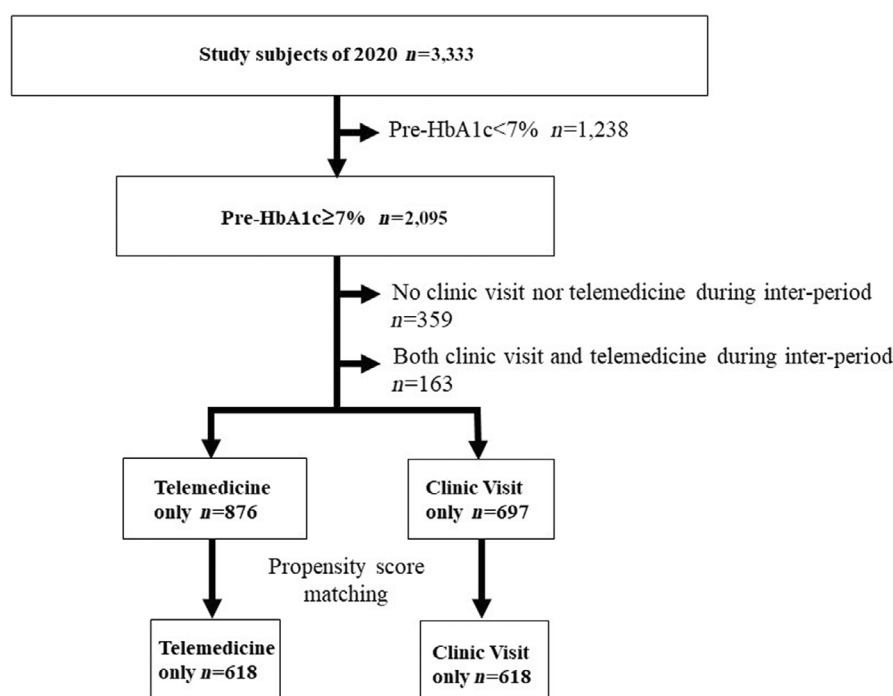 Study subjects of 2020 n=3,333
Pre-HbA1c<7% n=1,238
Pre-HbA1c≥7% n=2,095
No clinic visit nor telemedicine during inter-period
n=359
Both clinic visit and telemedicine during inter-period
n=163
Telemedicine
only n=876
Clinic Visit
only n=697
Propensity score
matching
Telemedicine
only n=618
Clinic Visit
only n=618